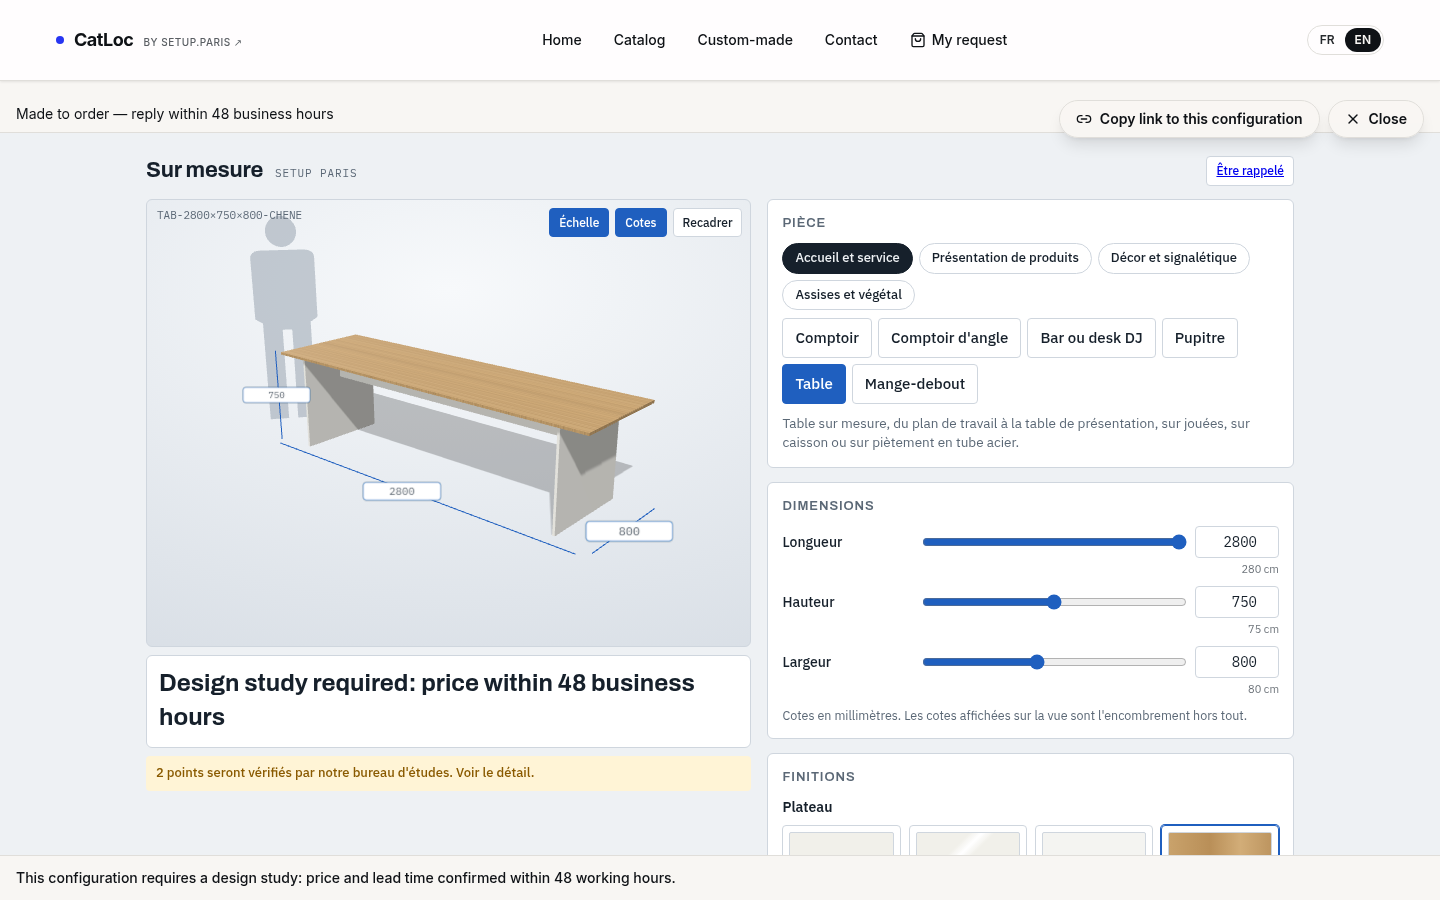 CatLoc BY SETUP.PARIS ↗
Home Catalog Custom-made Contact My request
FR EN
Made to order — reply within 48 business hours
Copy link to this configuration
Close
Sur mesure SETUP PARIS
Être rappelé
TAB-2800×750×800-CHENE
Échelle Cotes Recadrer
750
2800
800
Design study required: price within 48 business
hours
2 points seront vérifiés par notre bureau d'études. Voir le détail.
PIÈCE
Accueil et service Présentation de produits Décor et signalétique
Assises et végétal
Comptoir Comptoir d'angle Bar ou desk DJ Pupitre
Table Mange-debout
Table sur mesure, du plan de travail à la table de présentation, sur jouées, sur
caisson ou sur piètement en tube acier.
DIMENSIONS
Longueur 2800
280 cm
Hauteur 750
75 cm
Largeur 800
80 cm
Cotes en millimètres. Les cotes affichées sur la vue sont l'encombrement hors tout.
FINITIONS
Plateau
This configuration requires a design study: price and lead time confirmed within 48 working hours.